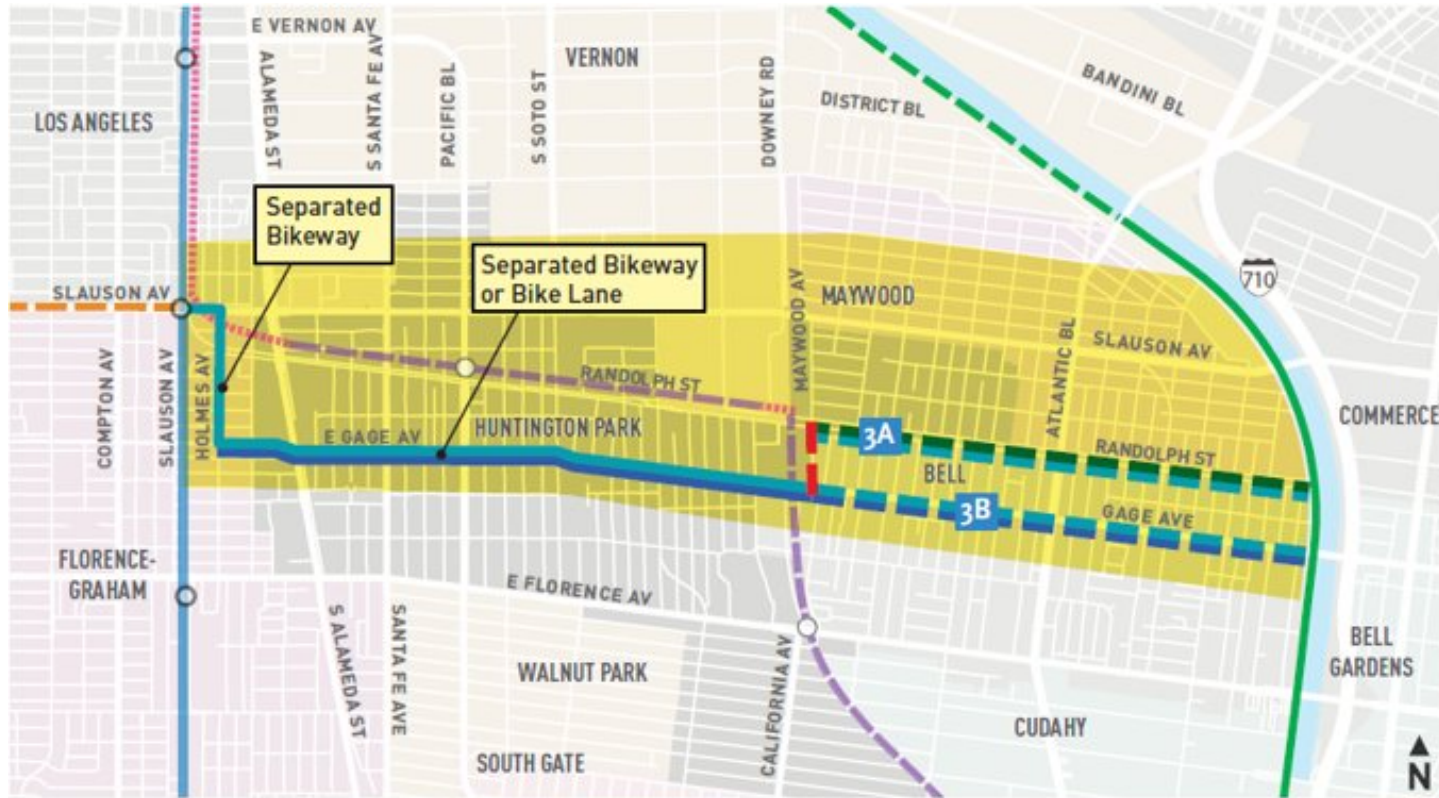 E VERNON AV
VERNON
LOS ANGELES
ALAMEDA ST
S SANTA FE AV
PACIFIC BL
S SOTO ST
DOWNEY RD
DISTRICT BL
BANDINI BL
Separated
Bikeway
Separated Bikeway
or Bike Lane
710
SLAUSON AV
MAYWOOD
MAYWOOD AV
SLAUSON AV
ATLANTIC BL
COMPTON AV
SLAUSON AV
HOLMES AV
RANDOLPH ST
COMMERCE
E GAGE AV
HUNTINGTON PARK
3A
RANDOLPH ST
BELL
3B
GAGE AVE
FLORENCE-
GRAHAM
E FLORENCE AV
S ALAMEDA ST
SANTA FE AVE
WALNUT PARK
CALIFORNIA AV
BELL
GARDENS
CUDAHY
SOUTH GATE
N